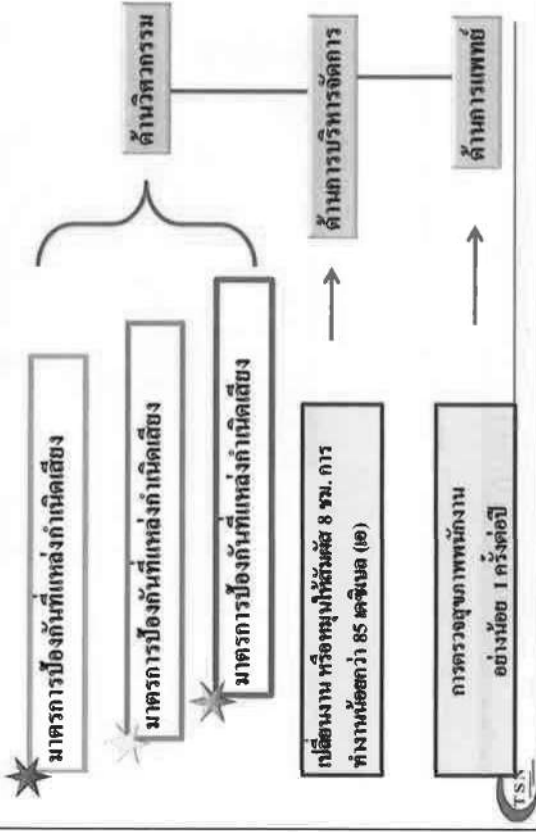 มาตรการป้องกันที่แหล่งกำเนิดเสียง
มาตรการป้องกันที่แหล่งกำเนิดเสียง
มาตรการป้องกันที่แหล่งกำเนิดเสียง
ด้านวิศวกรรม
เปลี่ยนงาน หรือหมุนให้สัมผัส 8 ชม. การ
ทำงานน้อยกว่า 85 เดซิเบล (เอ)
ด้านการบริหารจัดการ
การตรวจสุขภาพพนักงาน
อย่างน้อย 1 ครั้งต่อปี
ด้านการแพทย์
TSN